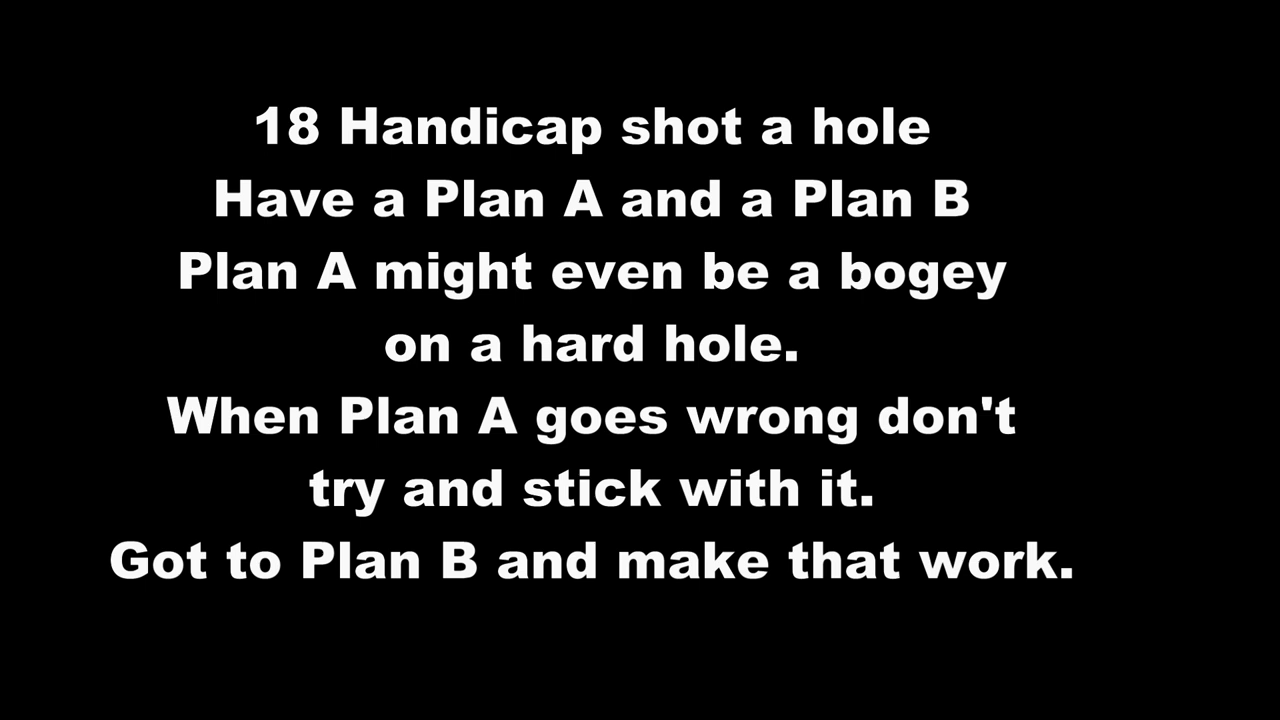 18 Handicap shot a hole
Have a Plan A and a Plan B
Plan A might even be a bogey
on a hard hole.
When Plan A goes wrong don't
try and stick with it.
Got to Plan B and make that work.